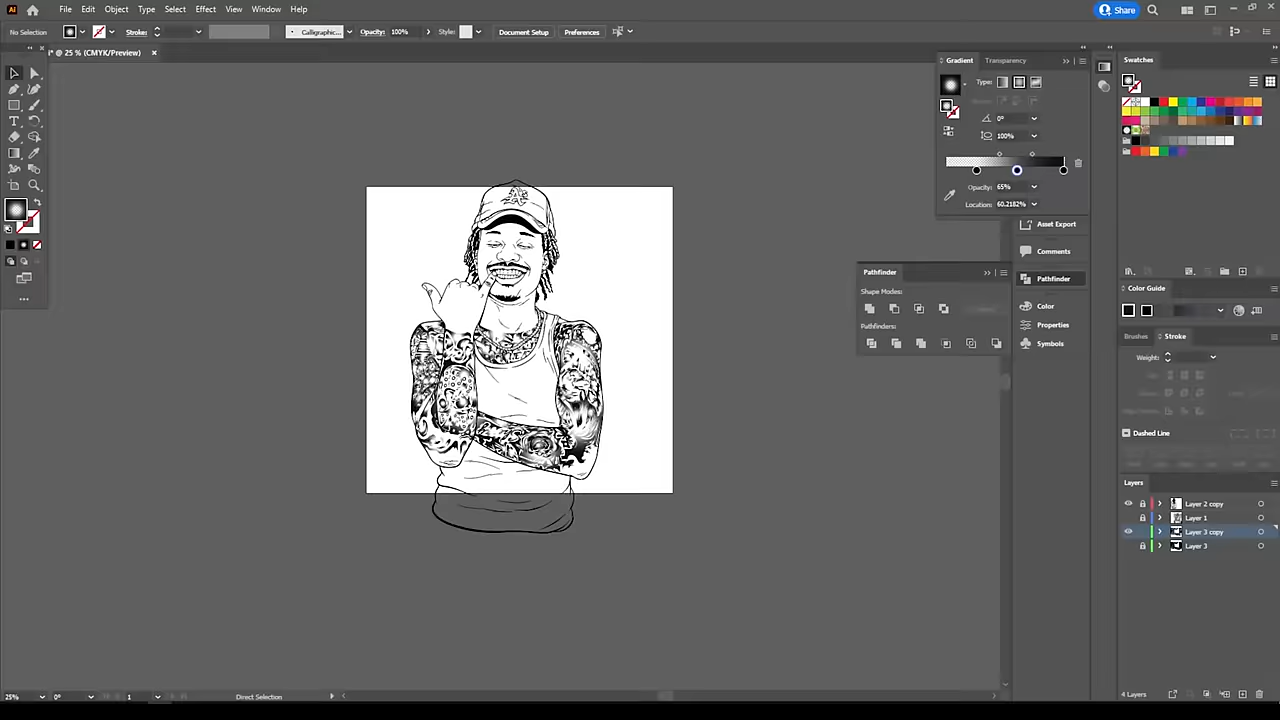 Ai File Edit Object Type Select Effect View Window Help Share
No Selection Stroke: Calligraphic... Opacity: 100% Style: Document Setup Preferences
@ 25 % (CMYK/Preview) ×
Gradient Transparency
Type:
0°
100%
Opacity: 65%
Location: 60.2182%
Swatches
Asset Export
Comments
Pathfinder
Color
Properties
Symbols
Pathfinder
Shape Modes:
Pathfinders:
Color Guide
Brushes Stroke
Weight:
Dashed Line
Layers
Layer 2 copy
Layer 1
Layer 3 copy
Layer 3
4 Layers
25% 0° 1 Direct Selection